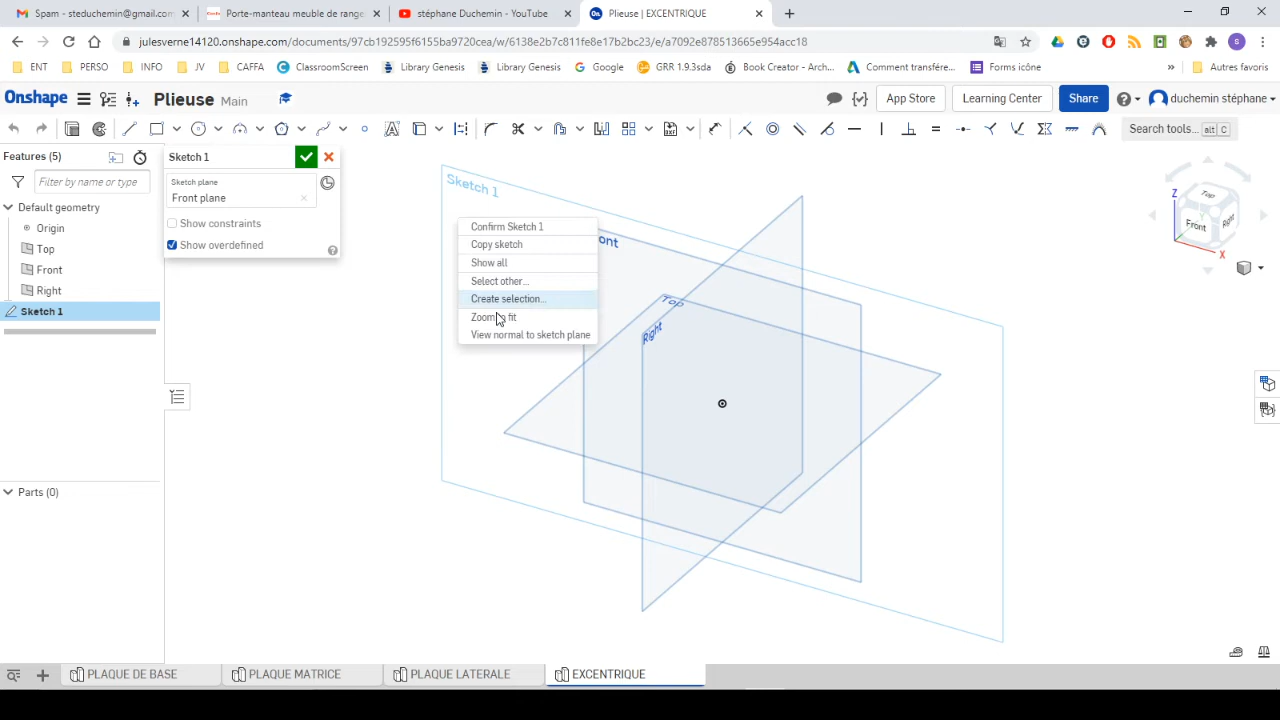 Spam - steduchemin@gmail.com
Porte-manteau meuble de range
stéphane Duchemin - YouTube
Plieuse | EXCENTRIQUE
julesverne14120.onshape.com/documents/97cb192595f6155ba9720cea/w/6138e2b7c811fe8e17b2bc23/e/a7092e878513665e954acc18
ENT PERSO INFO JV CAFFA ClassroomScreen Library Genesis Library Genesis Google GRR 1.9.3sda Book Creator - Arch... Comment transfére... Forms icône » Autres favoris
Onshape Plieuse Main App Store Learning Center Share duchemin stéphane
Search tools... alt C
Features (5)
Filter by name or type
Default geometry
Origin
Top
Front
Right
Sketch 1
Parts (0)
Sketch 1
Sketch plane
Front plane
Show constraints
Show overdefined
Sketch 1
Confirm Sketch 1
Copy sketch
Show all
Select other...
Create selection...
Zoom fit
View normal to sketch plane
ont
Top
Right
Z
Top
Front
Right
X
PLAQUE DE BASE
PLAQUE MATRICE
PLAQUE LATERALE
EXCENTRIQUE